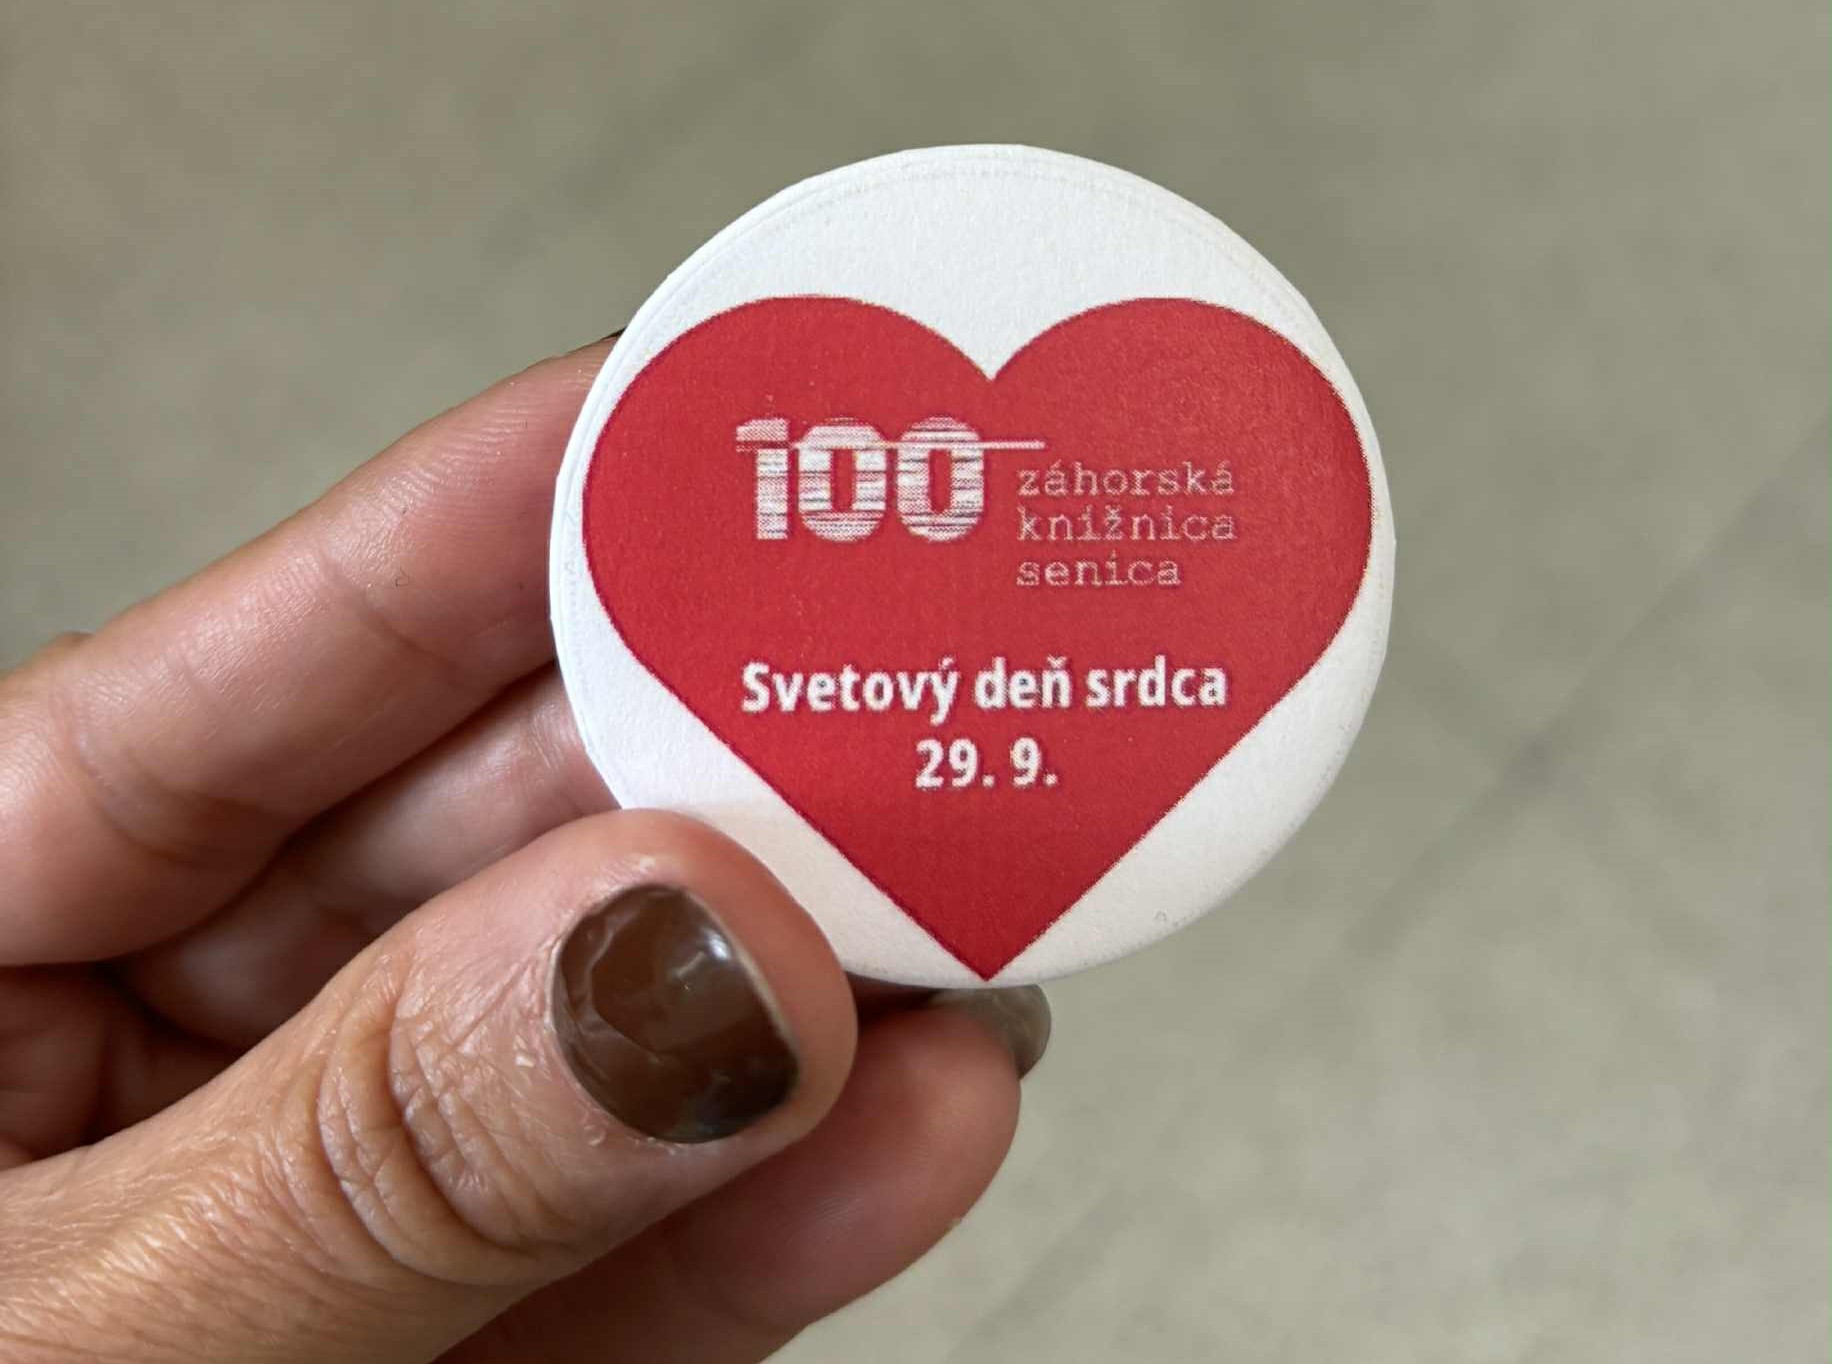 100
záhorská
knižnica
senica
Svetový deň srdca
29. 9.